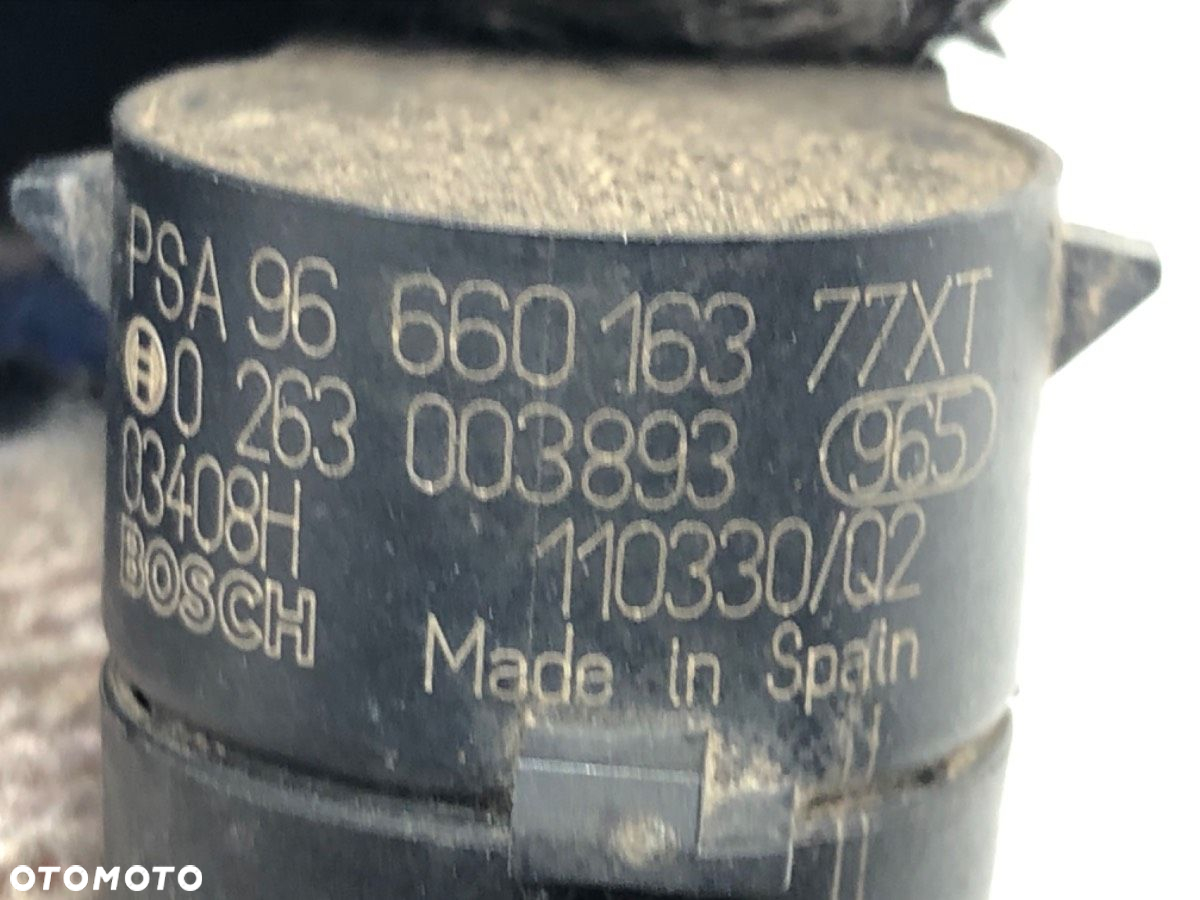 PSA 96 660 163 77XT
0 263 003893 965
03408H 110330/Q2
BOSCH Made in Spain
OTOMOTO